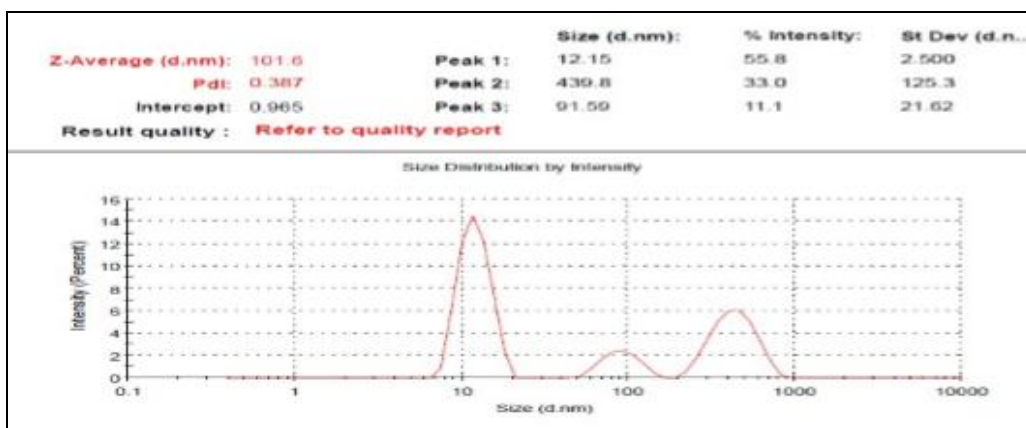 Size (d.nm): % Intensity: St Dev (d.n...
Z-Average (d.nm): 101.6 Peak 1: 12.15 55.8 2.500
PdI: 0.387 Peak 2: 439.8 33.0 125.3
Intercept: 0.965 Peak 3: 91.59 11.1 21.62
Result quality : Refer to quality report
Size Distribution by Intensity
Intensity (Percent)
16
14
12
10
8
6
4
2
0
0.1 1 10 100 1000 10000
Size (d.nm)